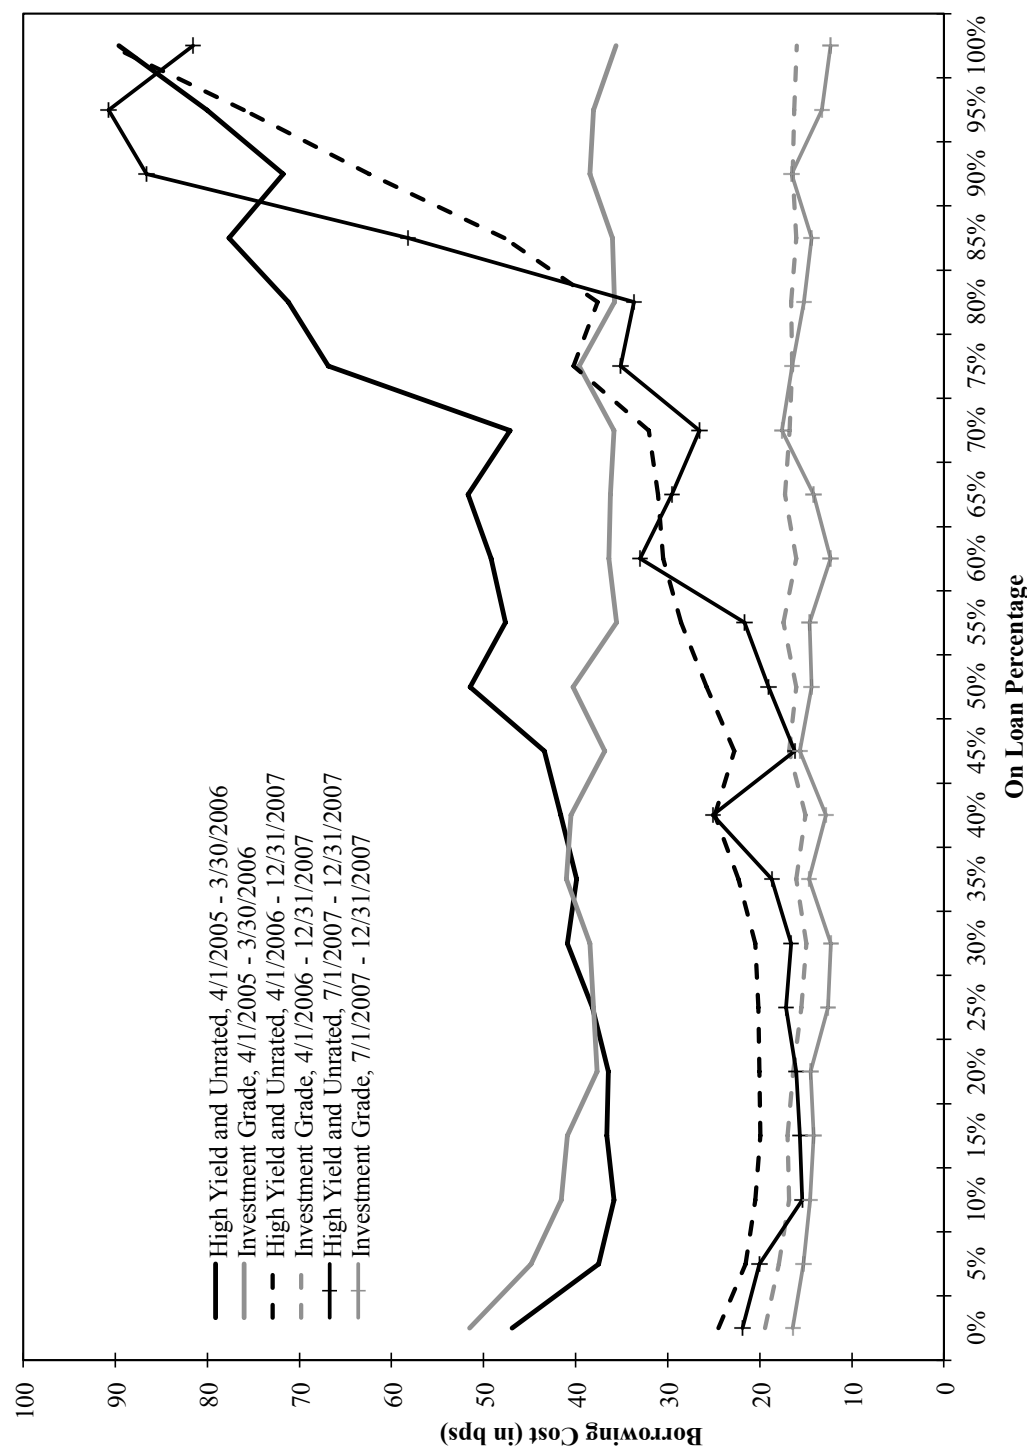 100
90
80
70
60
50
40
30
20
10
0
Borrowing Cost (in bps)
High Yield and Unrated, 4/1/2005 - 3/30/2006
Investment Grade, 4/1/2005 - 3/30/2006
High Yield and Unrated, 4/1/2006 - 12/31/2007
Investment Grade, 4/1/2006 - 12/31/2007
High Yield and Unrated, 7/1/2007 - 12/31/2007
Investment Grade, 7/1/2007 - 12/31/2007
0% 5% 10% 15% 20% 25% 30% 35% 40% 45% 50% 55% 60% 65% 70% 75% 80% 85% 90% 95% 100%
On Loan Percentage